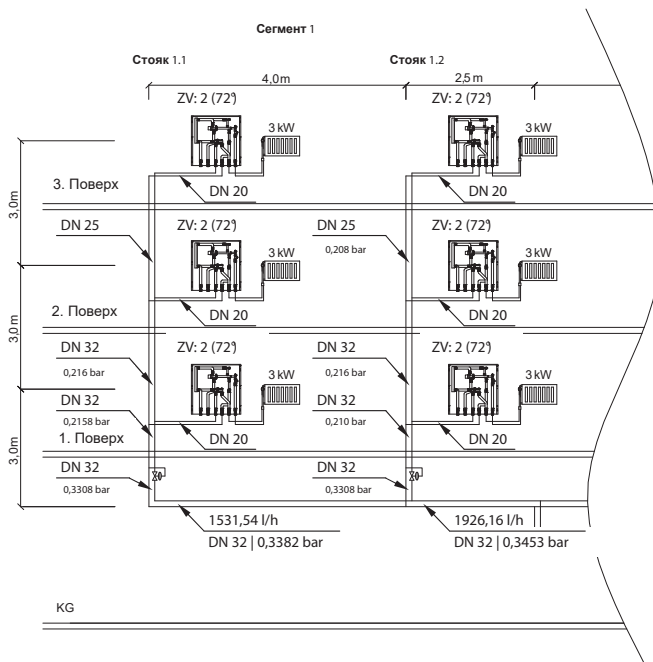 Сегмент 1
Стояк 1.1
Стояк 1.2
4,0m
2,5m
ZV: 2 (72°)
ZV: 2 (72°)
3 kW
3 kW
3. Поверх
DN 20
DN 20
3,0m
DN 25
ZV: 2 (72°)
DN 25
0,208 bar
ZV: 2 (72°)
3 kW
3 kW
2. Поверх
DN 20
DN 20
3,0m
DN 32
0,216 bar
ZV: 2 (72°)
DN 32
0,216 bar
ZV: 2 (72°)
3 kW
3 kW
DN 32
0,2158 bar
DN 32
0,210 bar
1. Поверх
DN 20
DN 20
3,0m
DN 32
0,3308 bar
DN 32
0,3308 bar
1531,54 l/h
DN 32 | 0,3382 bar
1926,16 l/h
DN 32 | 0,3453 bar
KG